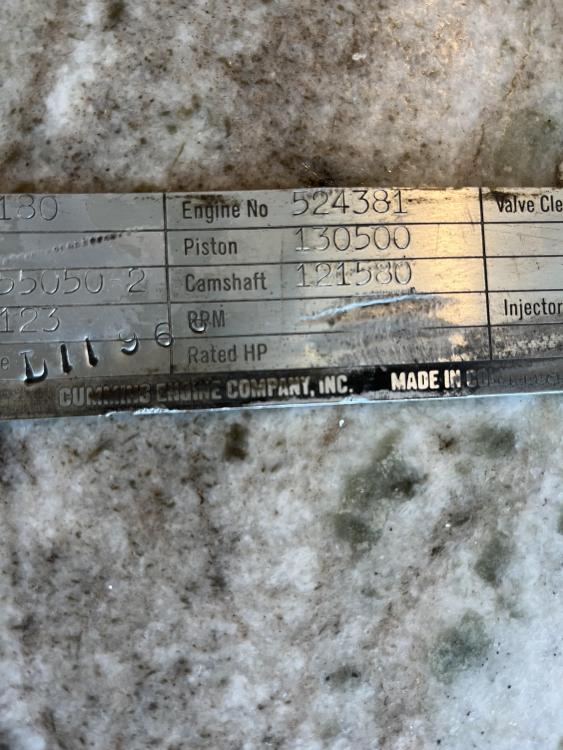 180 Engine No 524381 Valve Cle
Piston 130500
55050-2 Camshaft 121580
123 RPM Injector
e L11966 Rated HP
CUMMINS ENGINE COMPANY, INC. MADE IN